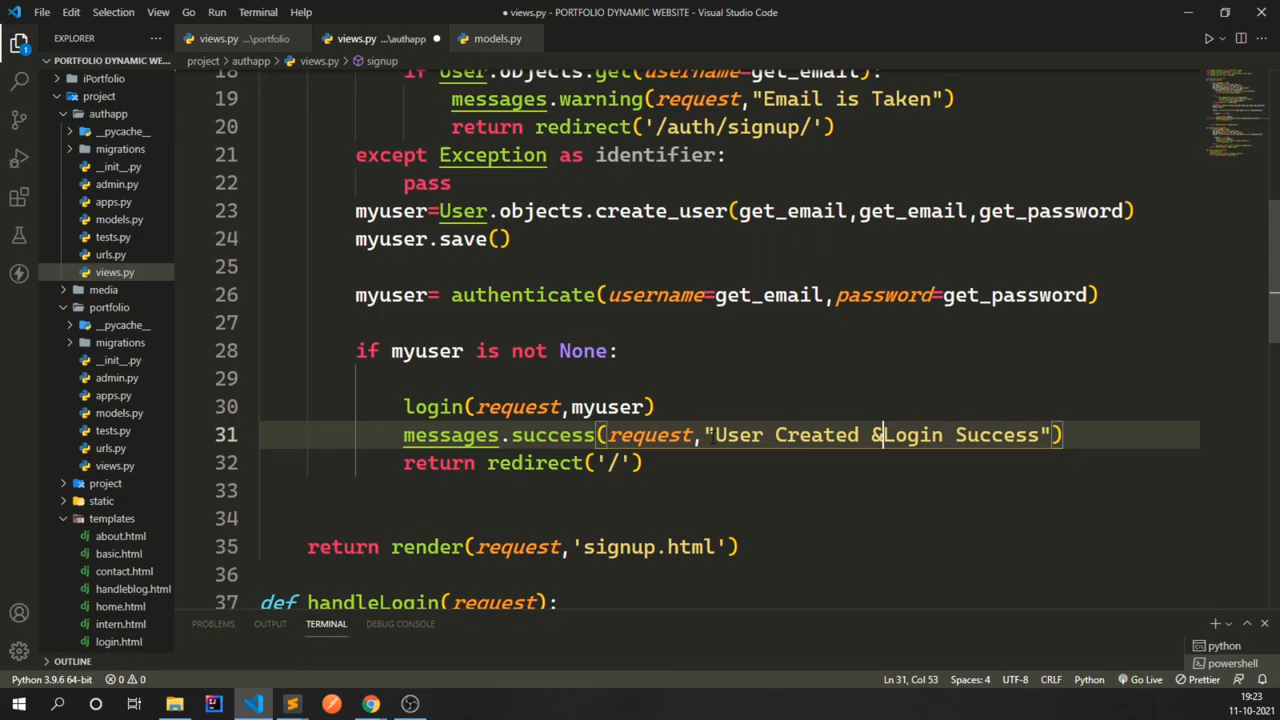 File Edit Selection View Go Run Terminal Help
● views.py - PORTFOLIO DYNAMIC WEBSITE - Visual Studio Code
EXPLORER
views.py ...\portfolio
views.py ...\authapp ●
models.py
PORTFOLIO DYNAMIC WE...
project > authapp > views.py > signup
iPortfolio
project
authapp
__pycache__
migrations
__init__.py
admin.py
apps.py
models.py
tests.py
urls.py
views.py
media
portfolio
__pycache__
migrations
__init__.py
admin.py
apps.py
models.py
tests.py
urls.py
views.py
project
static
templates
about.html
basic.html
contact.html
handleblog.html
home.html
intern.html
login.html
OUTLINE
18 if User.objects.get(username=get_email):
19 messages.warning(request,"Email is Taken")
20 return redirect('/auth/signup/')
21 except Exception as identifier:
22 pass
23 myuser=User.objects.create_user(get_email,get_email,get_password)
24 myuser.save()
25
26 myuser= authenticate(username=get_email,password=get_password)
27
28 if myuser is not None:
29
30 login(request,myuser)
31 messages.success(request,"User Created &Login Success")
32 return redirect('/')
33
34
35 return render(request,'signup.html')
36
37 def handleLogin(request):
PROBLEMS OUTPUT TERMINAL DEBUG CONSOLE
python
powershell
Python 3.9.6 64-bit 0 0
Ln 31, Col 53 Spaces: 4 UTF-8 CRLF Python Go Live Prettier
19:23
11-10-2021